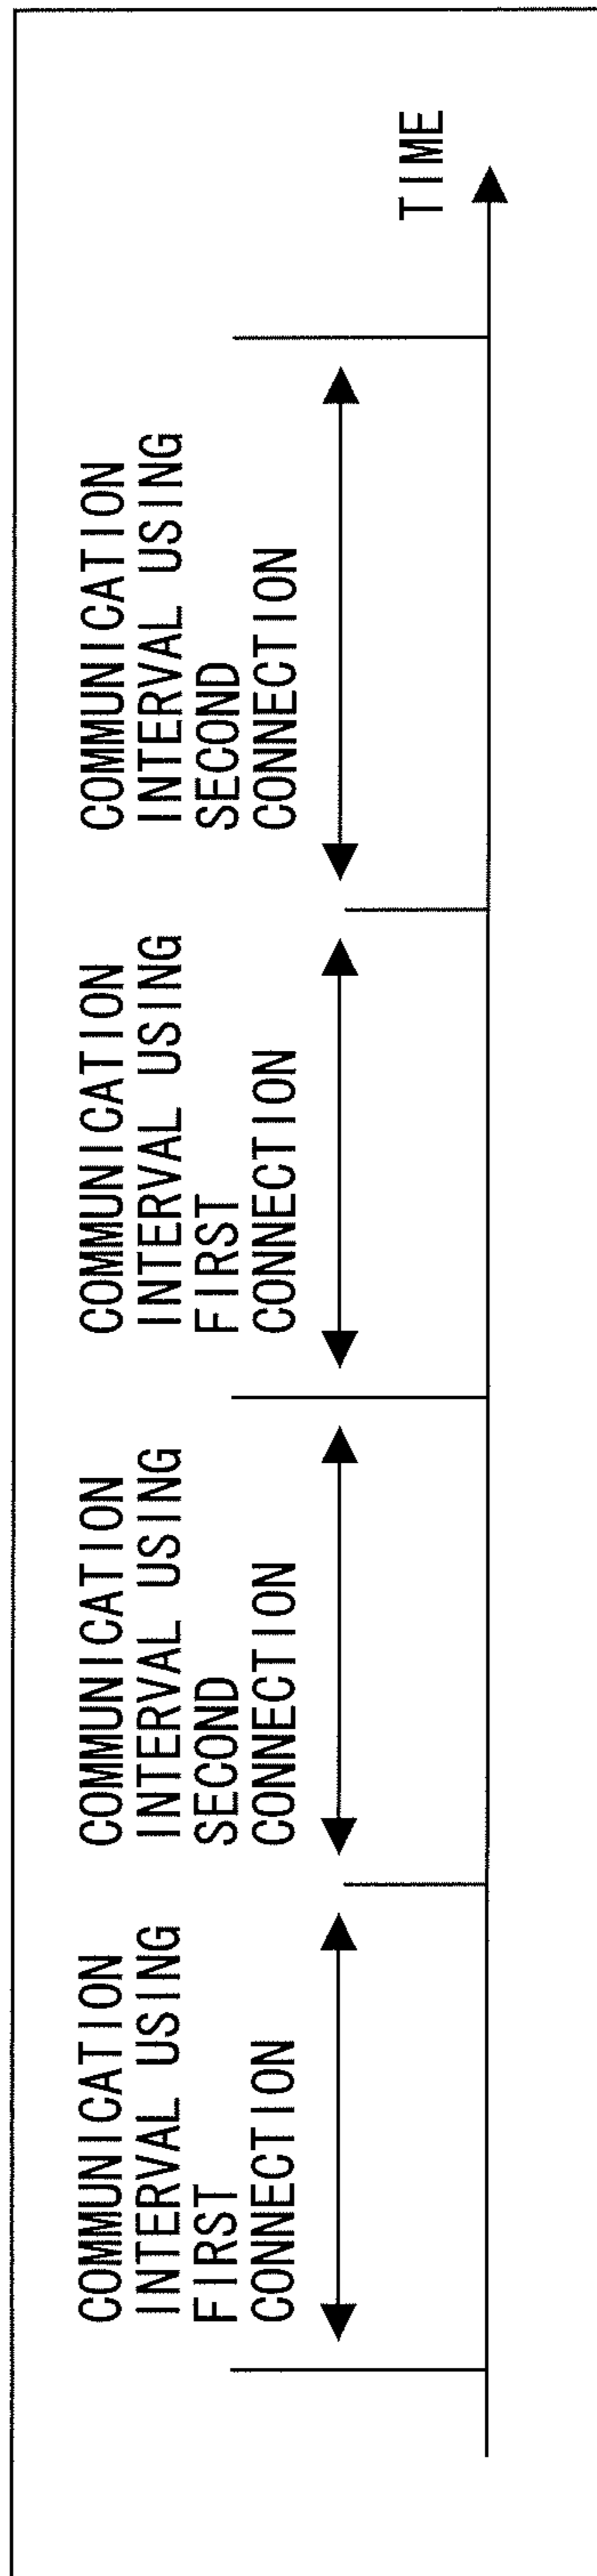 COMMUNICATION
INTERVAL USING
FIRST
CONNECTION
COMMUNICATION
INTERVAL USING
SECOND
CONNECTION
COMMUNICATION
INTERVAL USING
FIRST
CONNECTION
COMMUNICATION
INTERVAL USING
SECOND
CONNECTION
TIME